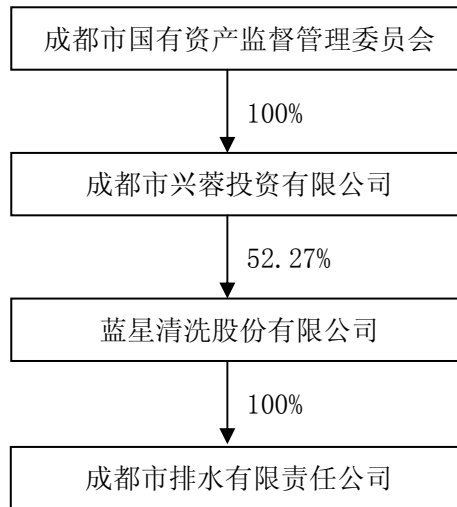 成都市国有资产监督管理委员会
100%
成都市兴蓉投资有限公司
52.27%
蓝星清洗股份有限公司
100%
成都市排水有限责任公司